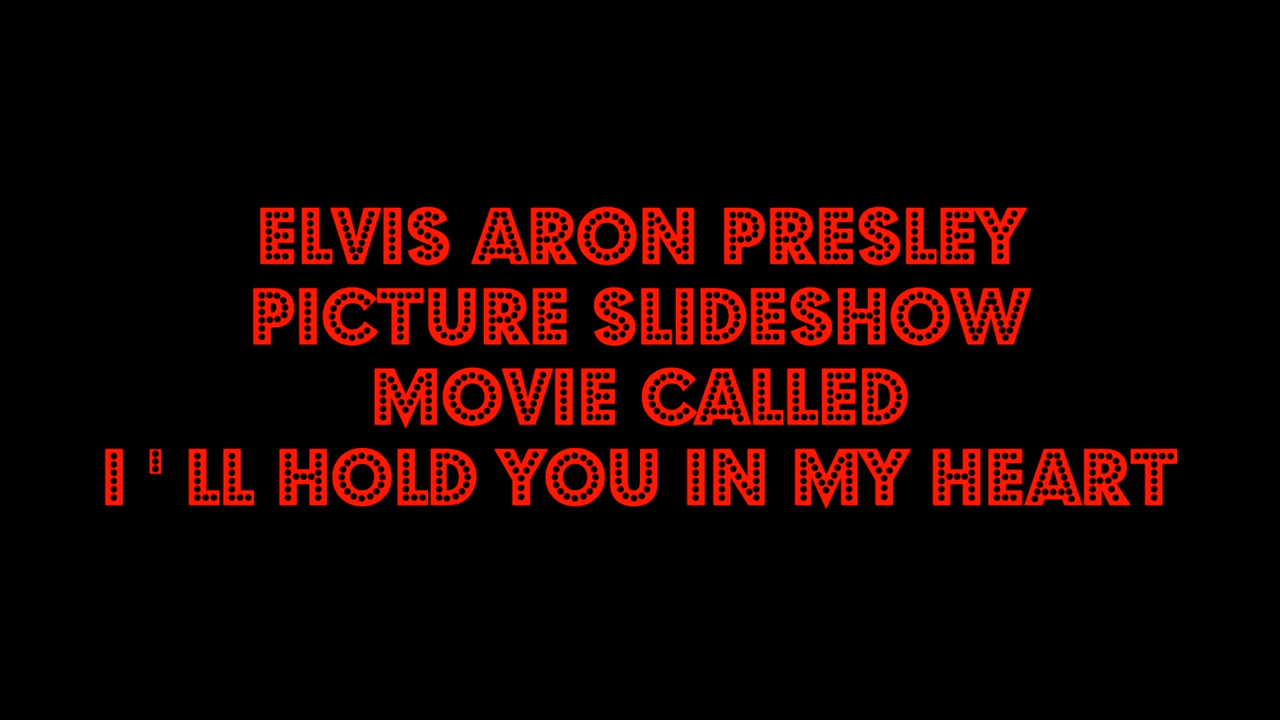 ELVIS ARON PRESLEY
PICTURE SLIDESHOW
MOVIE CALLED
I ' LL HOLD YOU IN MY HEART